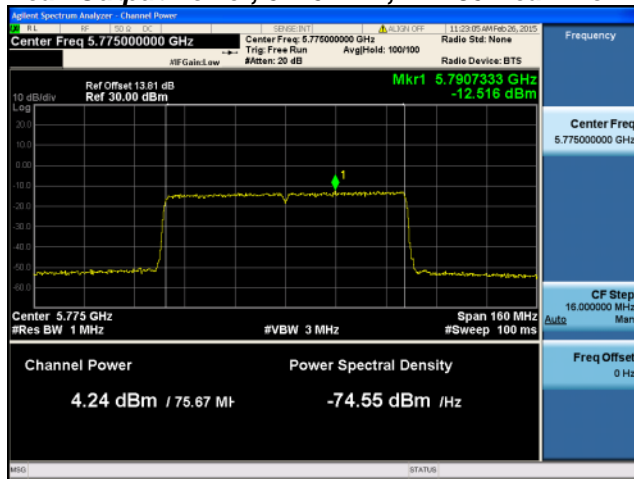 Agilent Spectrum Analyzer - Channel Power
RL RF 50 Ω DC SENSE:INT ALIGN OFF 11:23:05 AM Feb 26, 2015
Center Freq 5.775000000 GHz
Center Freq: 5.775000000 GHz
Radio Std: None
Trig: Free Run Avg|Hold: 100/100
#IFGain:Low #Atten: 20 dB Radio Device: BTS
Frequency
Ref Offset 13.81 dB
Mkr1 5.7907333 GHz
10 dB/div Ref 30.00 dBm -12.516 dBm
Log
20.0
10.0
0.00
-10.0
-20.0
-30.0
-40.0
-50.0
-60.0
1
Center Freq
5.775000000 GHz
Center 5.775 GHz Span 160 MHz
#Res BW 1 MHz #VBW 3 MHz #Sweep 100 ms
CF Step
16.000000 MHz
Auto Man
Channel Power Power Spectral Density
4.24 dBm / 75.67 MH -74.55 dBm /Hz
Freq Offset
0 Hz
MSG STATUS